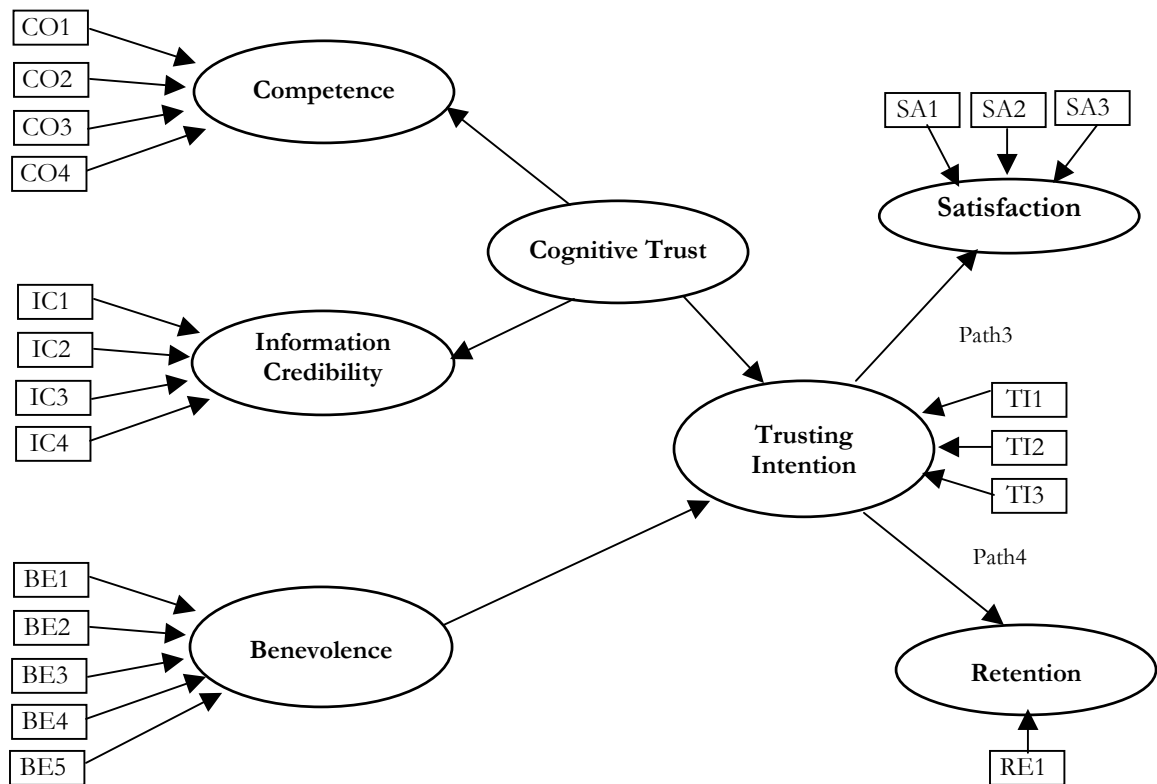 CO1
CO2
CO3
CO4
Competence
SA1
SA2
SA3
Satisfaction
Cognitive Trust
IC1
IC2
IC3
IC4
Information
Credibility
Path3
TI1
TI2
TI3
Trusting
Intention
Path4
BE1
BE2
BE3
BE4
BE5
Benevolence
Retention
RE1